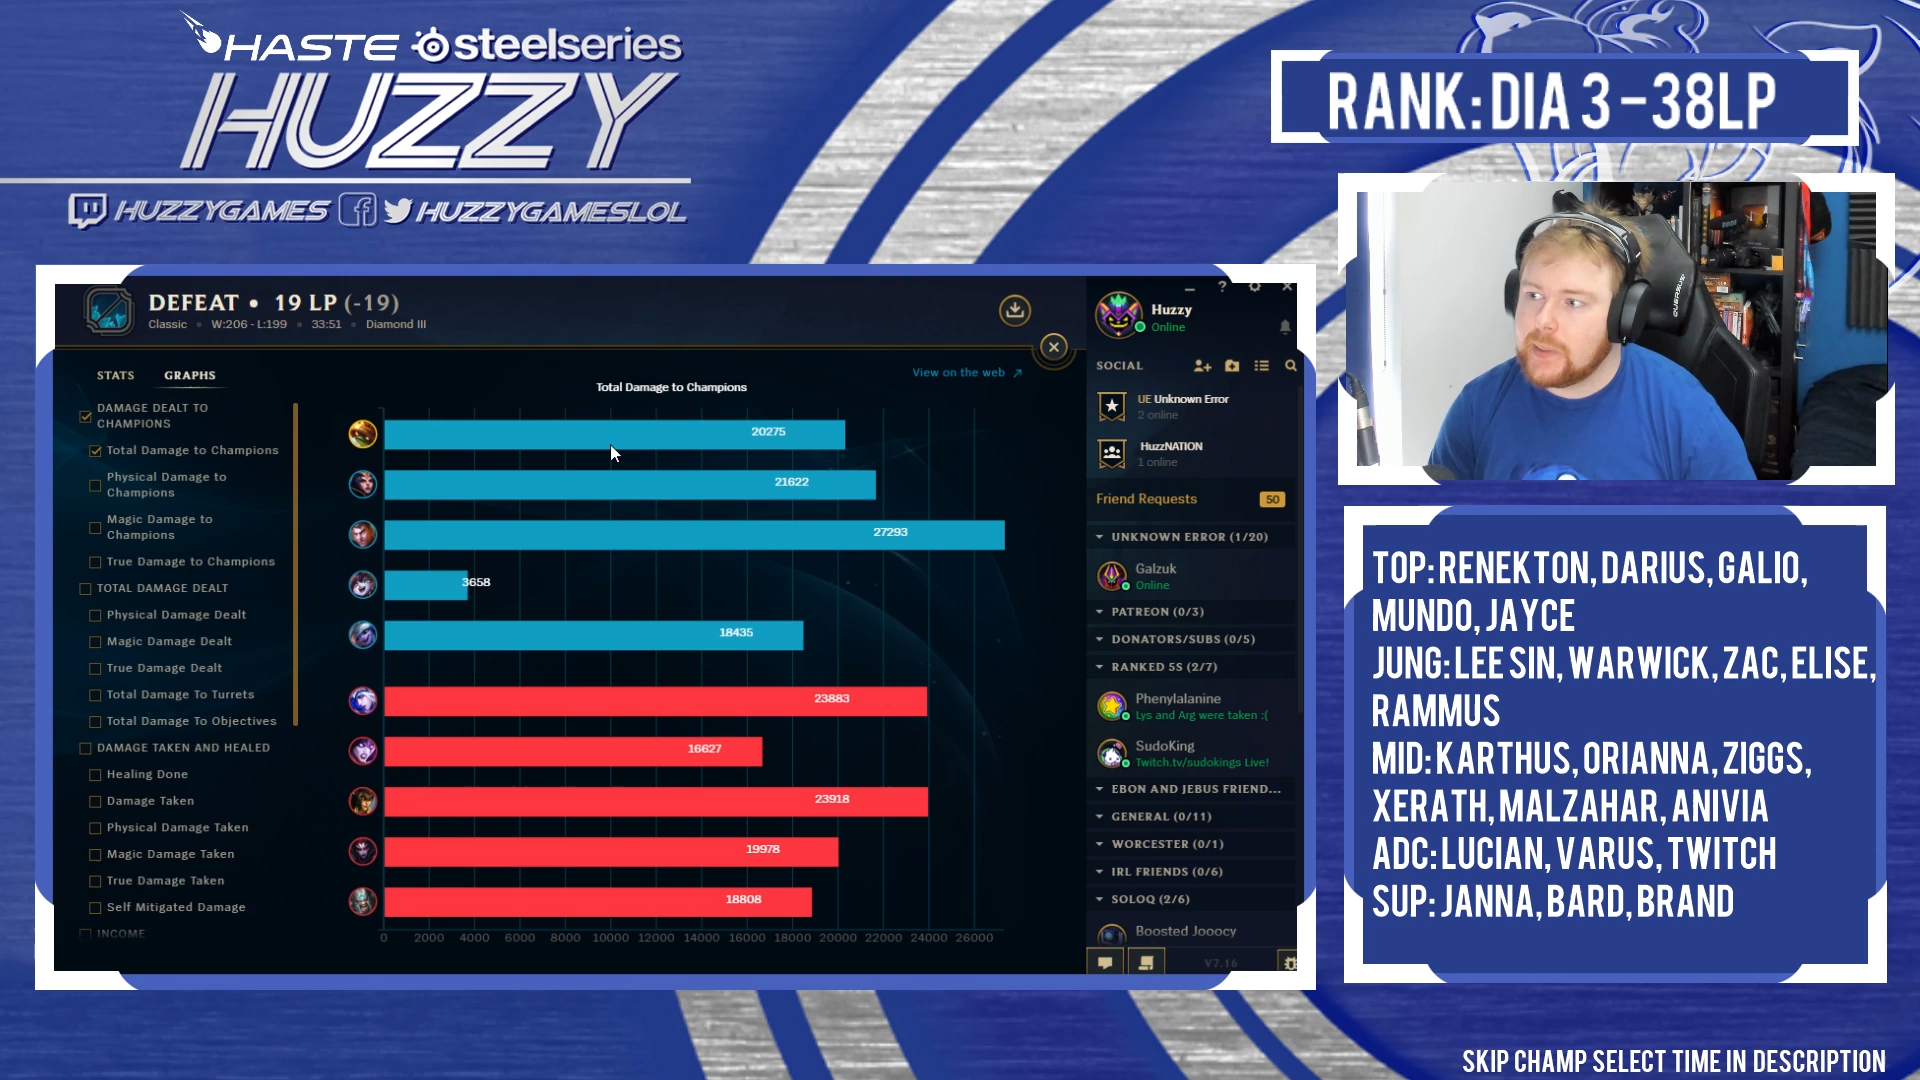 HASTE steelseries
HUZZY
HUZZYGAMES HUZZYGAMESLOL
RANK: DIA 3 - 38LP
DEFEAT • 19 LP (-19)
Classic • W:206 - L:199 • 33:51 • Diamond III
STATS GRAPHS
View on the web
Total Damage to Champions
DAMAGE DEALT TO
CHAMPIONS
Total Damage to Champions
Physical Damage to
Champions
Magic Damage to
Champions
True Damage to Champions
TOTAL DAMAGE DEALT
Physical Damage Dealt
Magic Damage Dealt
True Damage Dealt
Total Damage To Turrets
Total Damage To Objectives
DAMAGE TAKEN AND HEALED
Healing Done
Damage Taken
Physical Damage Taken
Magic Damage Taken
True Damage Taken
Self Mitigated Damage
INCOME
20275
21622
27293
3658
18435
23883
16627
23918
19978
18808
0 2000 4000 6000 8000 10000 12000 14000 16000 18000 20000 22000 24000 26000
Huzzy
Online
SOCIAL
UE Unknown Error
2 online
HuzzNATION
1 online
Friend Requests 50
UNKNOWN ERROR (1/20)
Galzuk
Online
PATREON (0/3)
DONATORS/SUBS (0/5)
RANKED 5S (2/7)
Phenylalanine
Lys and Arg were taken :(
SudoKing
Twitch.tv/sudokings Live!
EBON AND JEBUS FRIEND...
GENERAL (0/11)
WORCESTER (0/1)
IRL FRIENDS (0/6)
SOLOQ (2/6)
Boosted Jooocy
V7.16
TOP: RENEKTON, DARIUS, GALIO,
MUNDO, JAYCE
JUNG: LEE SIN, WARWICK, ZAC, ELISE,
RAMMUS
MID: KARTHUS, ORIANNA, ZIGGS,
XERATH, MALZAHAR, ANIVIA
ADC: LUCIAN, VARUS, TWITCH
SUP: JANNA, BARD, BRAND
SKIP CHAMP SELECT TIME IN DESCRIPTION